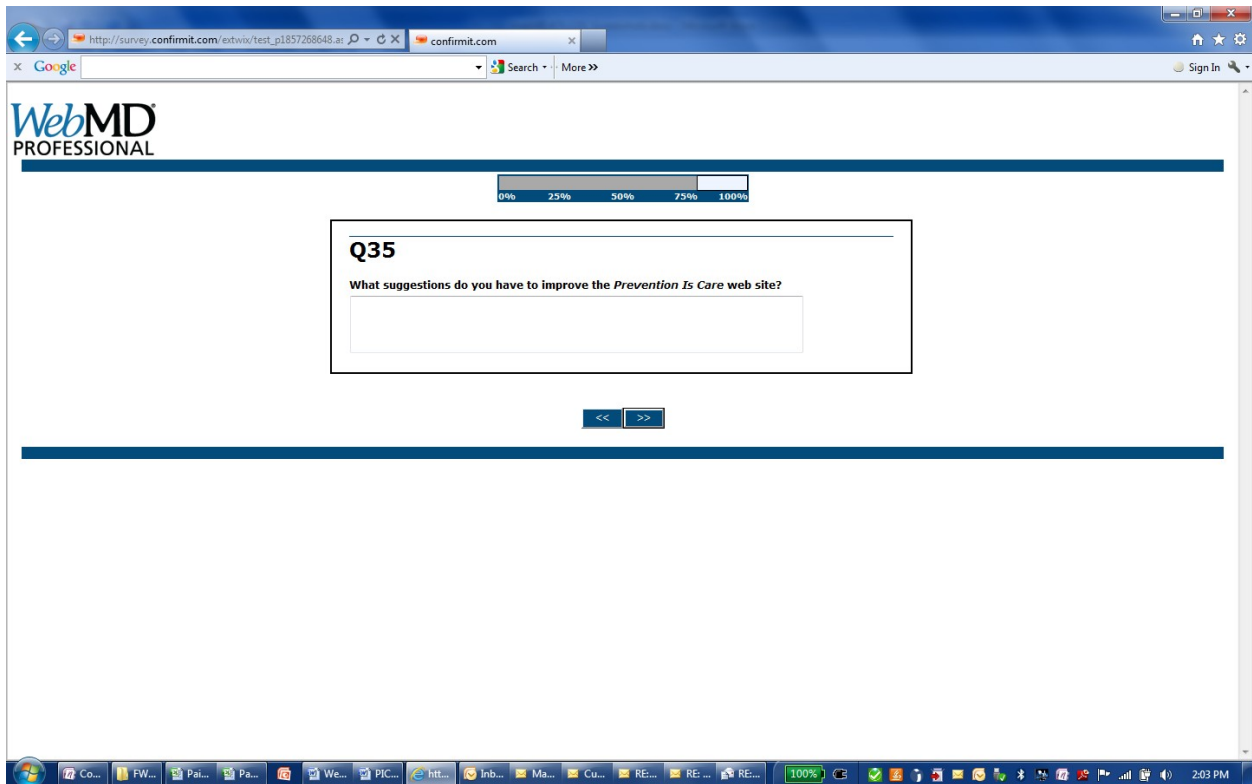 http://survey.confirmit.com/extwix/test_p1857268648.as
confirmit.com
x Google
Search
More >>
Sign In
WebMD
PROFESSIONAL
0% 25% 50% 75% 100%
Q35
What suggestions do you have to improve the Prevention Is Care web site?
<< >>
Co... FW... Pai... Pa... We... PIC... htt... Inb... Ma... Cu... RE:... RE: ... RE:... 100% 2:03 PM